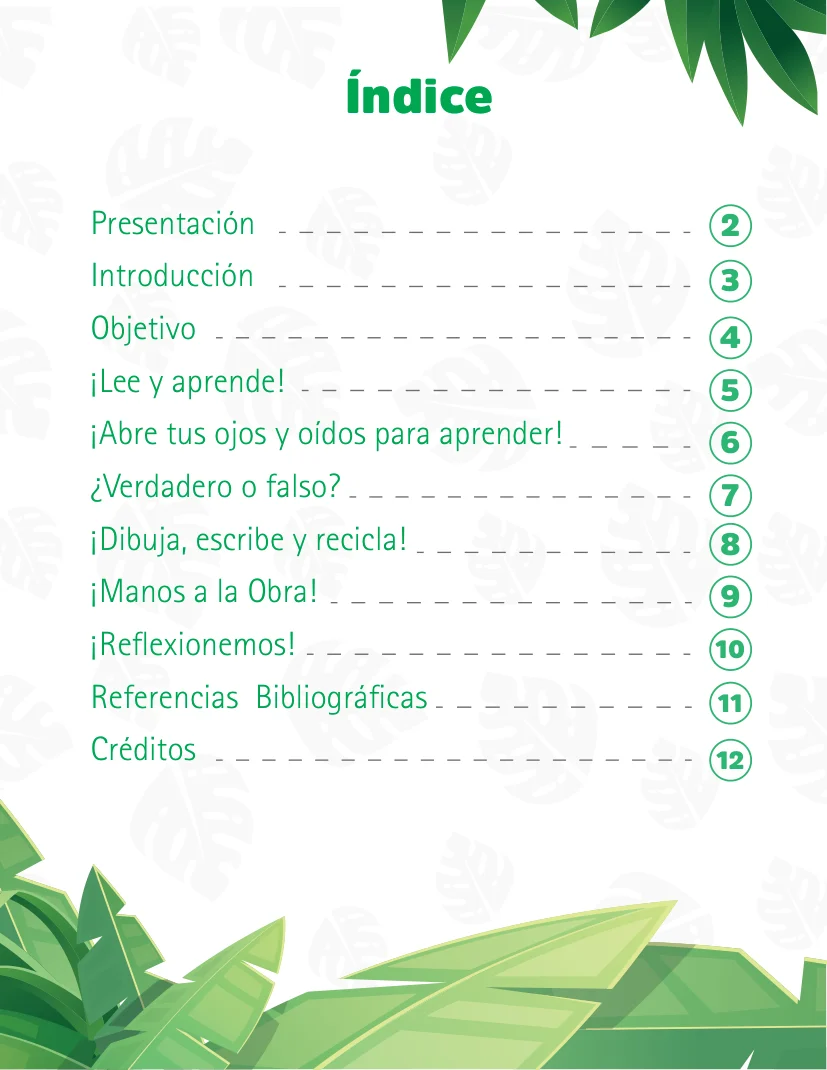 Índice
Presentación _ _ _ _ _ _ _ _ _ _ _ _ _ _ _ _ _ _ _ _ _ 2
Introducción _ _ _ _ _ _ _ _ _ _ _ _ _ _ _ _ _ _ _ _ _ 3
Objetivo _ _ _ _ _ _ _ _ _ _ _ _ _ _ _ _ _ _ _ _ _ _ _ _ 4
¡Lee y aprende! _ _ _ _ _ _ _ _ _ _ _ _ _ _ _ _ _ _ _ _ 5
¡Abre tus ojos y oídos para aprender! _ _ _ _ _ _ 6
¿Verdadero o falso? _ _ _ _ _ _ _ _ _ _ _ _ _ _ _ _ _ 7
¡Dibuja, escribe y recicla! _ _ _ _ _ _ _ _ _ _ _ _ _ _ 8
¡Manos a la Obra! _ _ _ _ _ _ _ _ _ _ _ _ _ _ _ _ _ _ 9
¡Reflexionemos! _ _ _ _ _ _ _ _ _ _ _ _ _ _ _ _ _ _ _ 10
Referencias Bibliográficas _ _ _ _ _ _ _ _ _ _ _ _ _ 11
Créditos _ _ _ _ _ _ _ _ _ _ _ _ _ _ _ _ _ _ _ _ _ _ _ _ 12